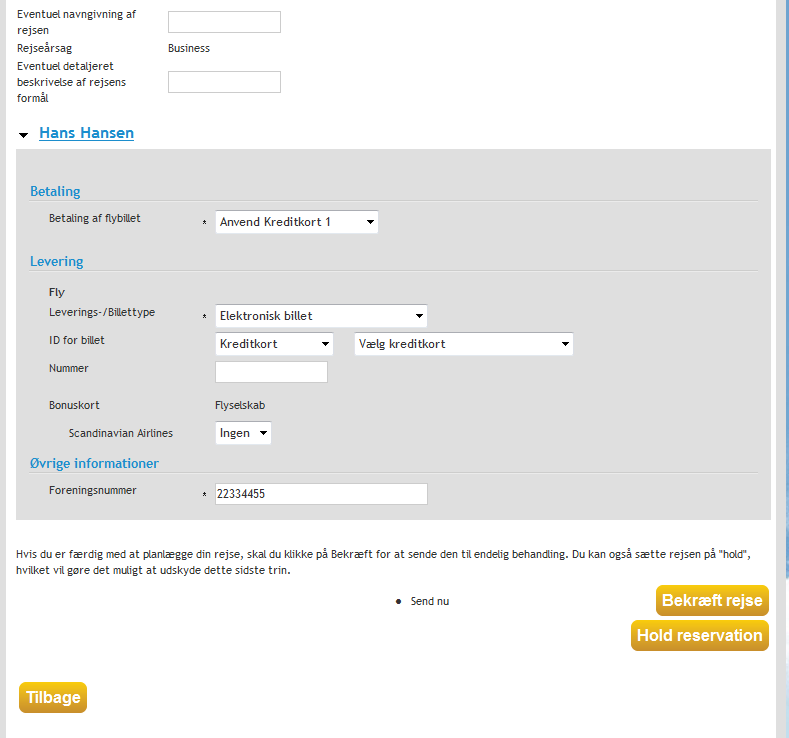 Eventuel navngivning af
rejsen
Rejseårsag Business
Eventuel detaljeret
beskrivelse af rejsens
formål
Hans Hansen
Betaling
Betaling af flybillet * Anvend Kreditkort 1
Levering
Fly
Leverings-/Billettype * Elektronisk billet
ID for billet Kreditkort Vælg kreditkort
Nummer
Bonuskort Flyselskab
Scandinavian Airlines Ingen
Øvrige informationer
Foreningsnummer * 22334455
Hvis du er færdig med at planlægge din rejse, skal du klikke på Bekræft for at sende den til endelig behandling. Du kan også sætte rejsen på "hold",
hvilket vil gøre det muligt at udskyde dette sidste trin.
• Send nu Bekræft rejse
Hold reservation
Tilbage